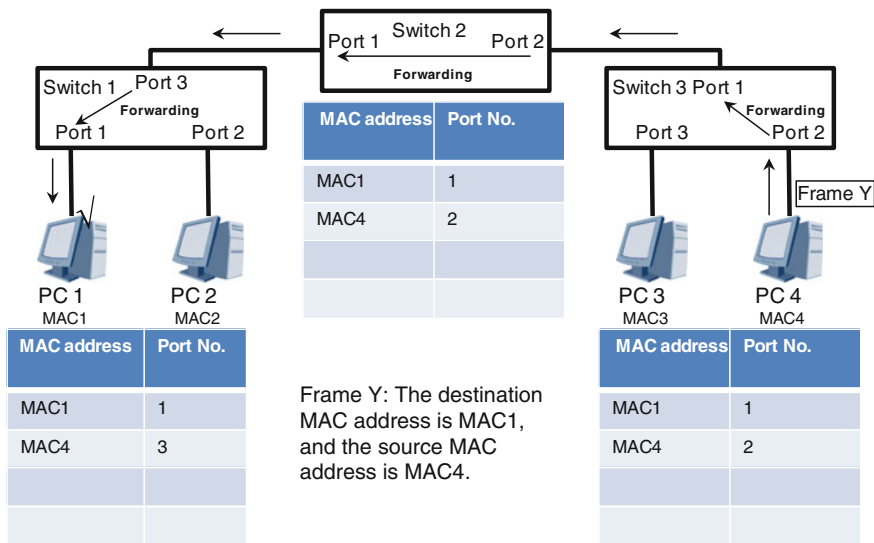 Switch 2
Port 1
Port 2
Forwarding
Switch 1
Port 3
Forwarding
Port 1
Port 2
Switch 3 Port 1
Forwarding
Port 3
Port 2
Frame Y
MAC address Port No.
MAC1 1
MAC4 2
PC 1
MAC1
PC 2
MAC2
PC 3
MAC3
PC 4
MAC4
MAC address Port No.
MAC1 1
MAC4 3
Frame Y: The destination
MAC address is MAC1,
and the source MAC
address is MAC4.
MAC address Port No.
MAC1 1
MAC4 2